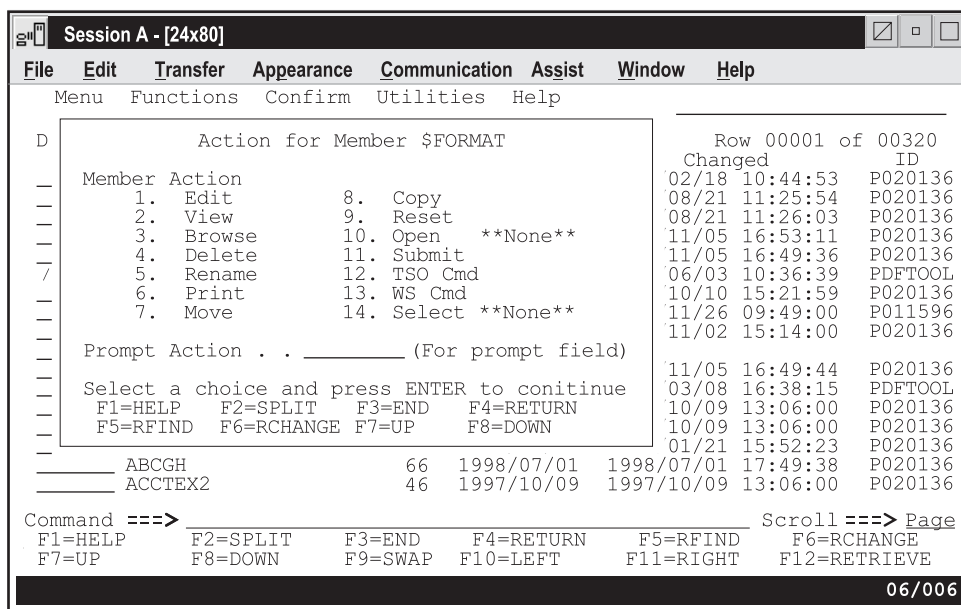 Session A - [24x80]
File Edit Transfer Appearance Communication Assist Window Help
Menu Functions Confirm Utilities Help
D Action for Member $FORMAT Row 00001 of 00320
Changed ID
Member Action 02/18 10:44:53 P020136
1. Edit 8. Copy 08/21 11:25:54 P020136
2. View 9. Reset 08/21 11:26:03 P020136
3. Browse 10. Open **None** 11/05 16:53:11 P020136
4. Delete 11. Submit 11/05 16:49:36 P020136
/ 5. Rename 12. TSO Cmd 06/03 10:36:39 PDFTOOL
6. Print 13. WS Cmd 10/10 15:21:59 P020136
7. Move 14. Select **None** 11/26 09:49:00 P011596
11/02 15:14:00 P020136
Prompt Action . . __________ (For prompt field)
11/05 16:49:44 P020136
Select a choice and press ENTER to conitinue 03/08 16:38:15 PDFTOOL
F1=HELP F2=SPLIT F3=END F4=RETURN 10/09 13:06:00 P020136
F5=RFIND F6=RCHANGE F7=UP F8=DOWN 10/09 13:06:00 P020136
01/21 15:52:23 P020136
ABCGH 66 1998/07/01 1998/07/01 17:49:38 P020136
ACCTEX2 46 1997/10/09 1997/10/09 13:06:00 P020136
Command ===> Scroll ===> Page
F1=HELP F2=SPLIT F3=END F4=RETURN F5=RFIND F6=RCHANGE
F7=UP F8=DOWN F9=SWAP F10=LEFT F11=RIGHT F12=RETRIEVE
06/006